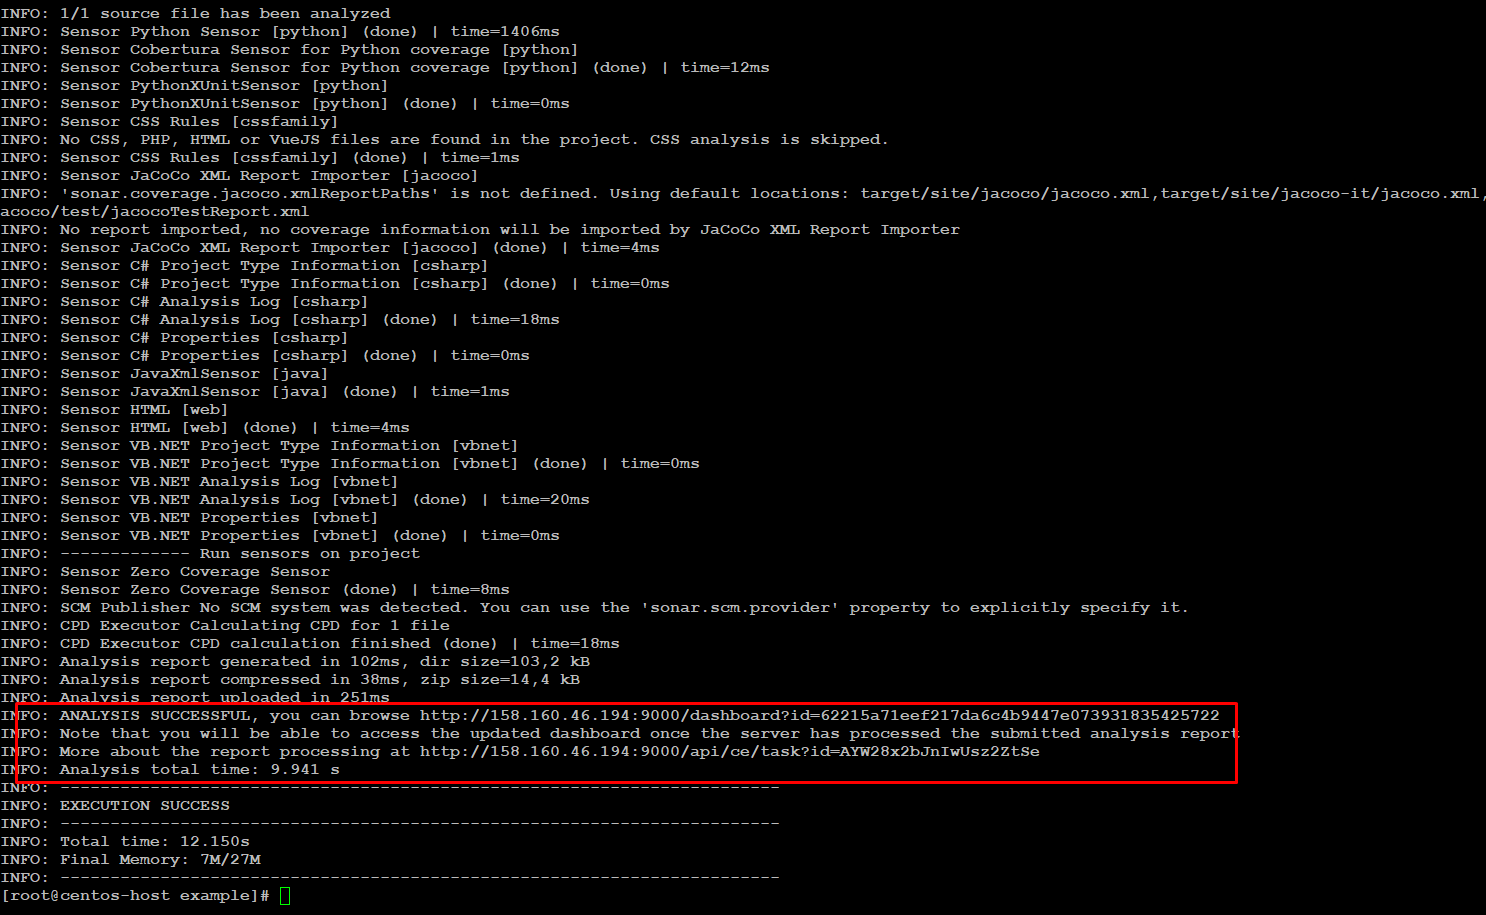 INFO: 1/1 source file has been analyzed
INFO: Sensor Python Sensor [python] (done) | time=1406ms
INFO: Sensor Cobertura Sensor for Python coverage [python]
INFO: Sensor Cobertura Sensor for Python coverage [python] (done) | time=12ms
INFO: Sensor PythonXUnitSensor [python]
INFO: Sensor PythonXUnitSensor [python] (done) | time=0ms
INFO: Sensor CSS Rules [cssfamily]
INFO: No CSS, PHP, HTML or VueJS files are found in the project. CSS analysis is skipped.
INFO: Sensor CSS Rules [cssfamily] (done) | time=1ms
INFO: Sensor JaCoCo XML Report Importer [jacoco]
INFO: 'sonar.coverage.jacoco.xmlReportPaths' is not defined. Using default locations: target/site/jacoco/jacoco.xml,target/site/jacoco-it/jacoco.xml,
acoco/test/jacocoTestReport.xml
INFO: No report imported, no coverage information will be imported by JaCoCo XML Report Importer
INFO: Sensor JaCoCo XML Report Importer [jacoco] (done) | time=4ms
INFO: Sensor C# Project Type Information [csharp]
INFO: Sensor C# Project Type Information [csharp] (done) | time=0ms
INFO: Sensor C# Analysis Log [csharp]
INFO: Sensor C# Analysis Log [csharp] (done) | time=18ms
INFO: Sensor C# Properties [csharp]
INFO: Sensor C# Properties [csharp] (done) | time=0ms
INFO: Sensor JavaXmlSensor [java]
INFO: Sensor JavaXmlSensor [java] (done) | time=1ms
INFO: Sensor HTML [web]
INFO: Sensor HTML [web] (done) | time=4ms
INFO: Sensor VB.NET Project Type Information [vbnet]
INFO: Sensor VB.NET Project Type Information [vbnet] (done) | time=0ms
INFO: Sensor VB.NET Analysis Log [vbnet]
INFO: Sensor VB.NET Analysis Log [vbnet] (done) | time=20ms
INFO: Sensor VB.NET Properties [vbnet]
INFO: Sensor VB.NET Properties [vbnet] (done) | time=0ms
INFO: ------------- Run sensors on project
INFO: Sensor Zero Coverage Sensor
INFO: Sensor Zero Coverage Sensor (done) | time=8ms
INFO: SCM Publisher No SCM system was detected. You can use the 'sonar.scm.provider' property to explicitly specify it.
INFO: CPD Executor Calculating CPD for 1 file
INFO: CPD Executor CPD calculation finished (done) | time=18ms
INFO: Analysis report generated in 102ms, dir size=103,2 kB
INFO: Analysis report compressed in 38ms, zip size=14,4 kB
INFO: Analysis report uploaded in 251ms
INFO: ANALYSIS SUCCESSFUL, you can browse http://158.160.46.194:9000/dashboard?id=62215a71eef217da6c4b9447e073931835425722
INFO: Note that you will be able to access the updated dashboard once the server has processed the submitted analysis report
INFO: More about the report processing at http://158.160.46.194:9000/api/ce/task?id=AYW28x2bJnIwUsz2ZtSe
INFO: Analysis total time: 9.941 s
INFO: ------------------------------------------------------------------------
INFO: EXECUTION SUCCESS
INFO: ------------------------------------------------------------------------
INFO: Total time: 12.150s
INFO: Final Memory: 7M/27M
INFO: ------------------------------------------------------------------------
[root@centos-host example]#